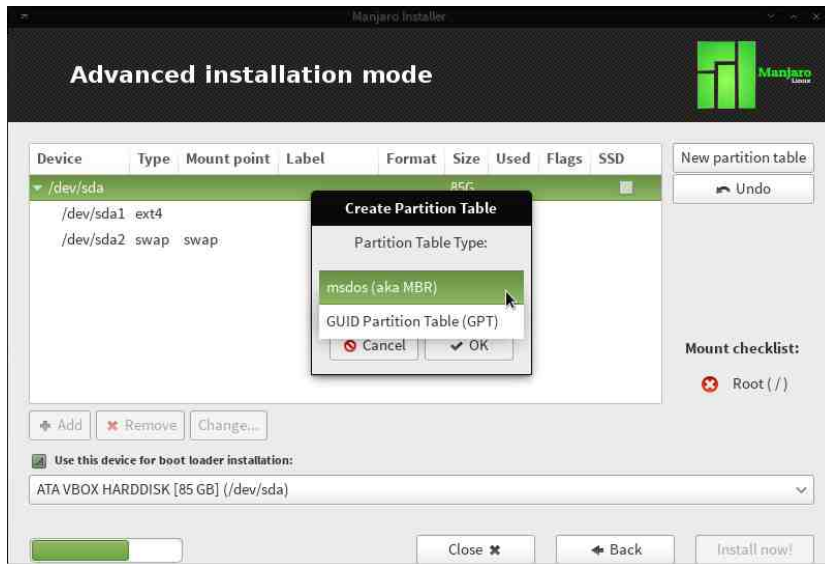 Manjaro Installer
Advanced installation mode
Manjaro
Linux
Device Type Mount point Label Format Size Used Flags SSD
New partition table
/dev/sda 85G
Undo
/dev/sda1 ext4
/dev/sda2 swap swap
Create Partition Table
Partition Table Type:
msdos (aka MBR)
GUID Partition Table (GPT)
Cancel OK
Mount checklist:
Root ( / )
Add Remove Change...
Use this device for boot loader installation:
ATA VBOX HARDDISK [85 GB] (/dev/sda)
Close Back Install now!